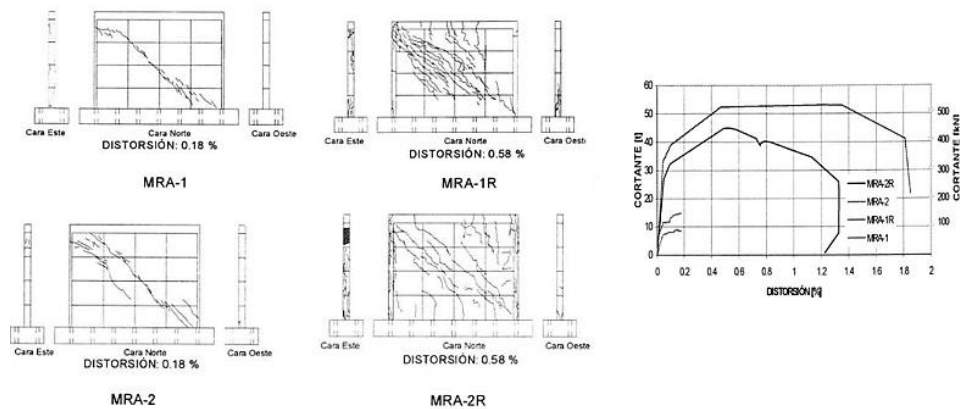 Cara Este
Cara Norte
Cara Oeste
DISTORSIÓN: 0.18 %
MRA-1
Cara Este
Cara Norte
Cara Oeste
DISTORSIÓN: 0.58 %
MRA-1R
Cara Este
Cara Norte
Cara Oeste
DISTORSIÓN: 0.18 %
MRA-2
Cara Este
Cara Norte
Cara Oeste
DISTORSIÓN: 0.58 %
MRA-2R
CORTANTE [t]
60
50
40
30
20
10
0
500
400
300
200
100
CORTANTE [kN]
MRA-2R
MRA-2
MRA-1R
MRA-1
0 0.2 0.4 0.6 0.8 1 1.2 1.4 1.6 1.8 2
DISTORSIÓN [%]